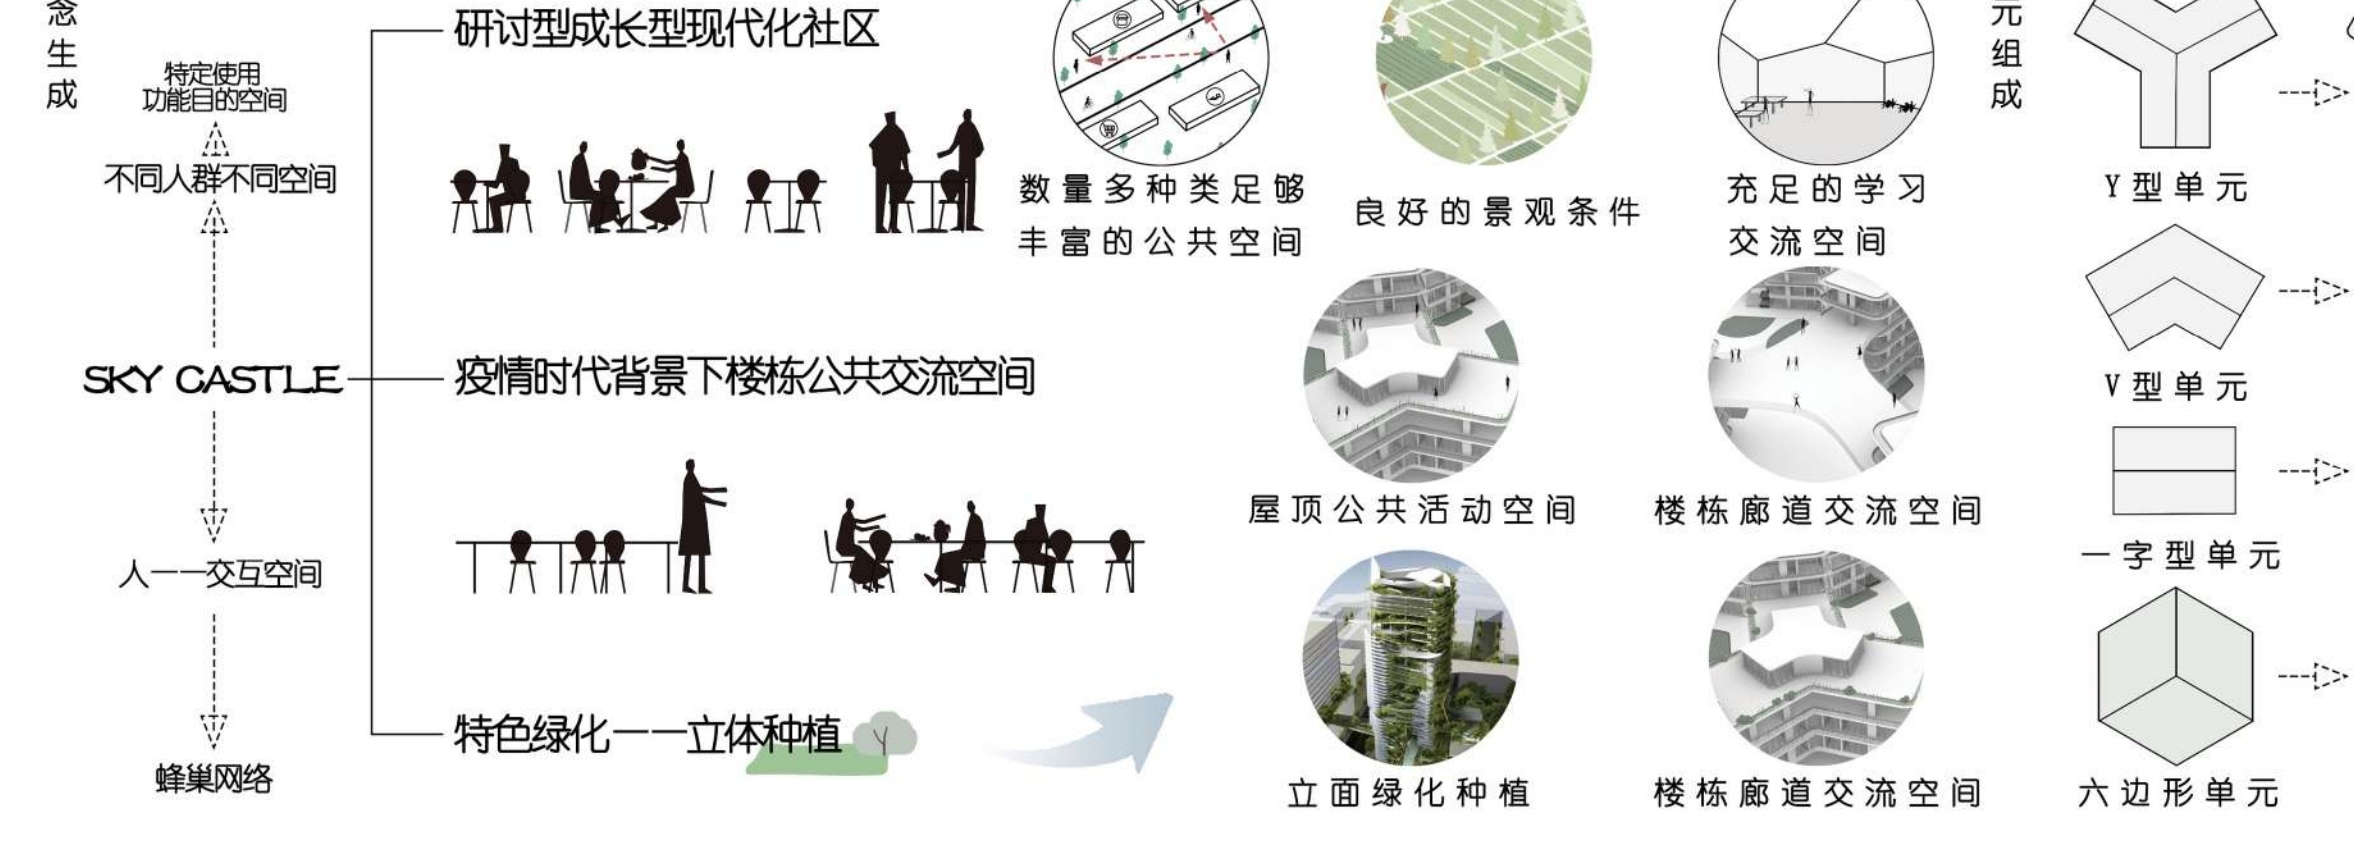 念生成
特定使用
功能目的空间
不同人群不同空间
SKY CASTLE
人——交互空间
蜂巢网络
研讨型成长型现代化社区
疫情时代背景下楼栋公共交流空间
特色绿化——立体种植
数量多种类足够
丰富的公共空间
良好的景观条件
充足的学习
交流空间
屋顶公共活动空间
楼栋廊道交流空间
立面绿化种植
楼栋廊道交流空间
元组成
Y型单元
V型单元
一字型单元
六边形单元